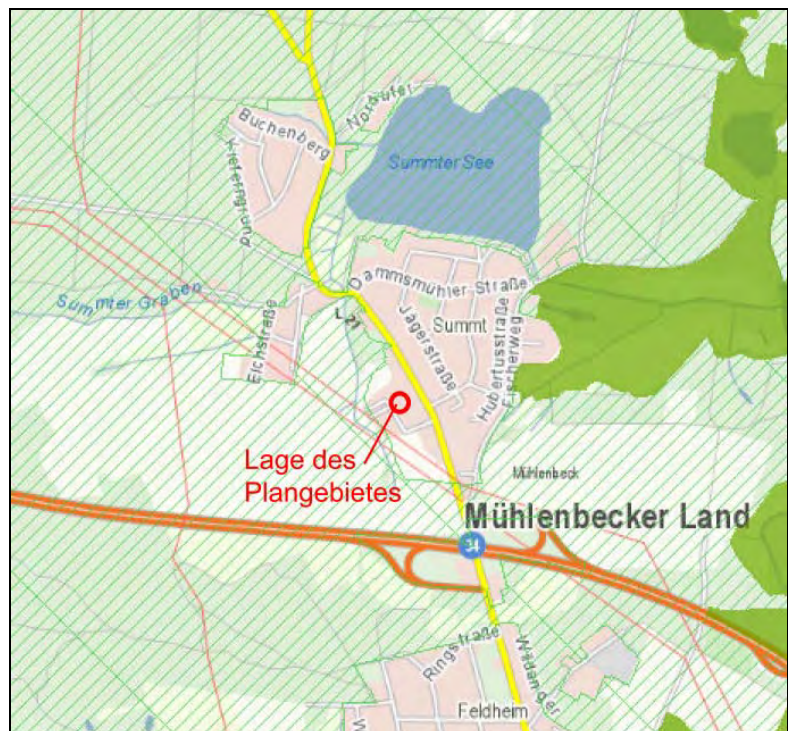 Nordufer
Buchenberg
Summter See
Kieferngrund
Dammsmühler Straße
Summter Graben
L 21
Summt
Jägerstraße
Eichstraße
Hubertusstraße
Fischerweg
Lage des
Plangebietes
Mühlenbeck
Mühlenbecker Land
34
Ringstraße
Feldheim